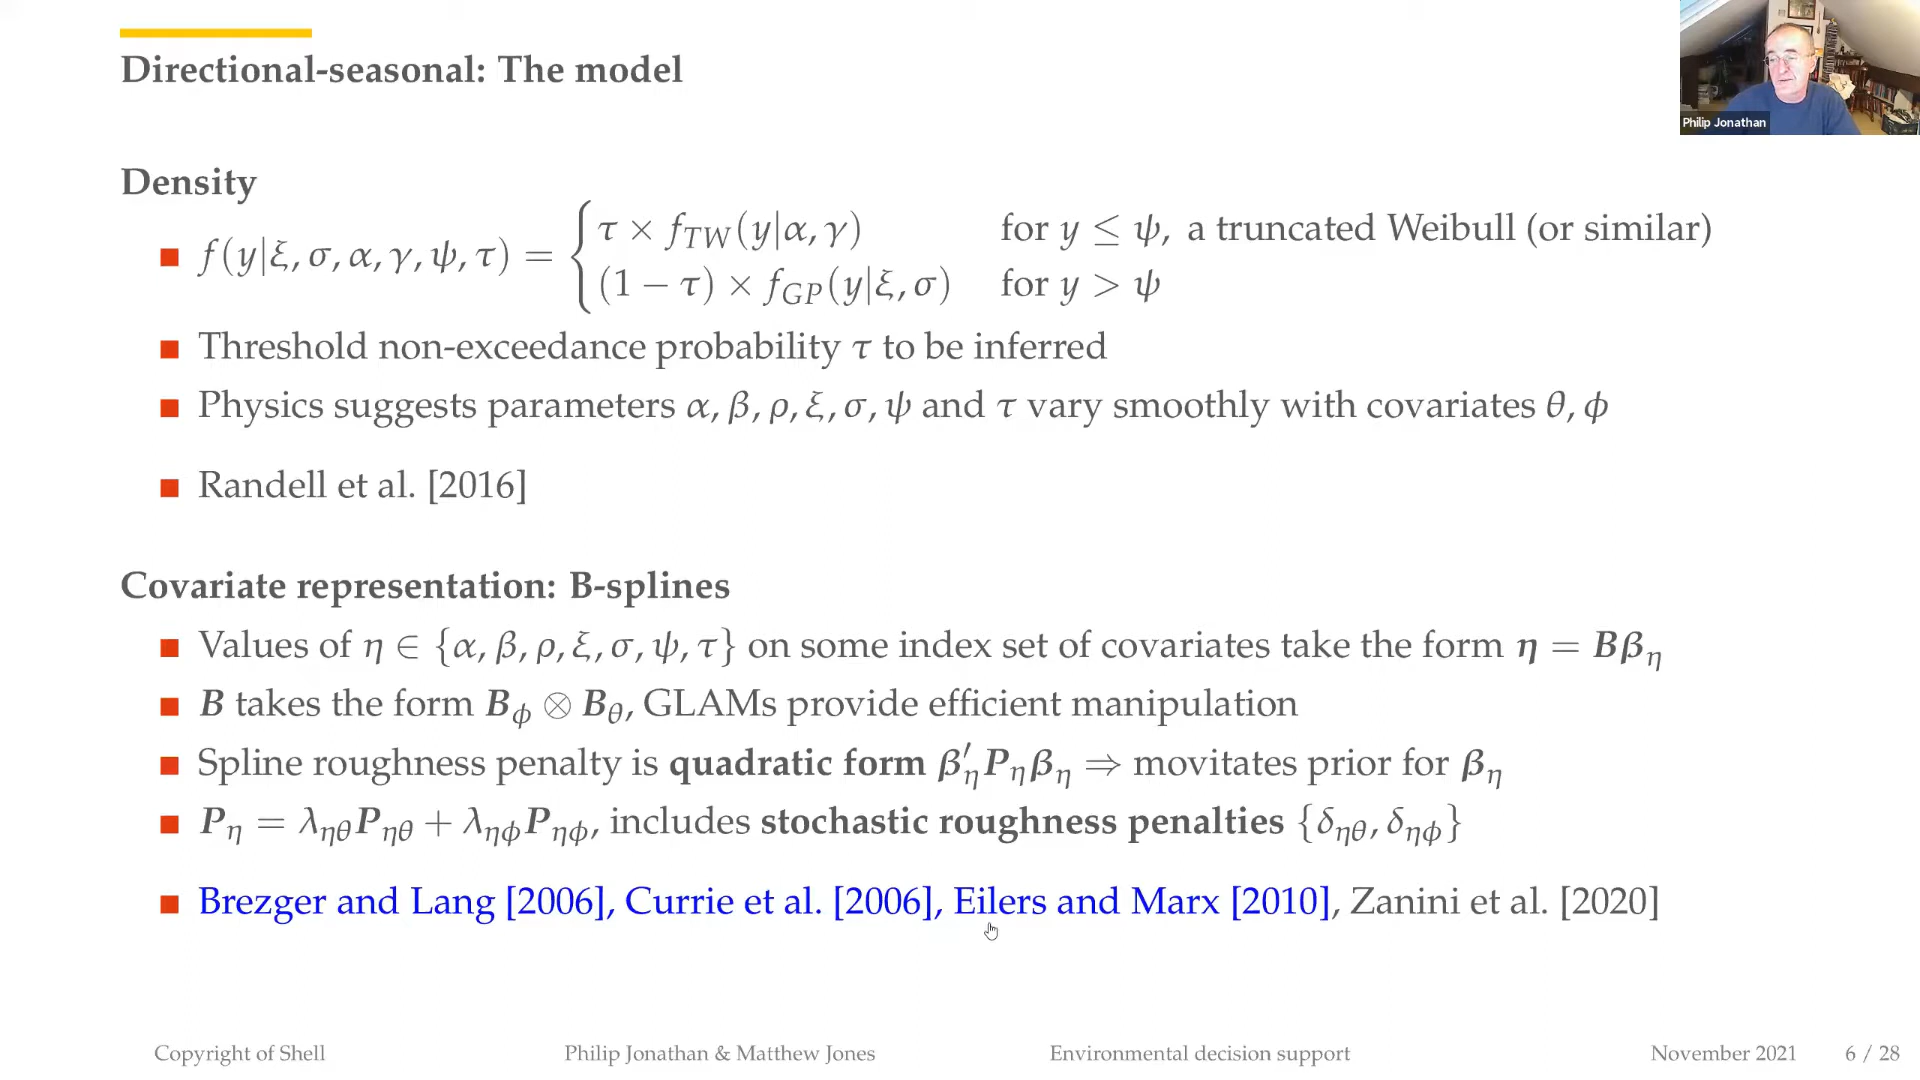 Directional-seasonal: The model
Philip Jonathan
Density
f(y|ξ, σ, α, γ, ψ, τ) = { τ × f_TW(y|α, γ) for y ≤ ψ, a truncated Weibull (or similar)
(1 − τ) × f_GP(y|ξ, σ) for y > ψ
Threshold non-exceedance probability τ to be inferred
Physics suggests parameters α, β, ρ, ξ, σ, ψ and τ vary smoothly with covariates θ, ϕ
Randell et al. [2016]
Covariate representation: B-splines
Values of η ∈ {α, β, ρ, ξ, σ, ψ, τ} on some index set of covariates take the form η = Bβ_η
B takes the form B_ϕ ⊗ B_θ, GLAMs provide efficient manipulation
Spline roughness penalty is quadratic form β′_η P_η β_η ⇒ movitates prior for β_η
P_η = λ_ηθ P_ηθ + λ_ηϕ P_ηϕ, includes stochastic roughness penalties {δ_ηθ, δ_ηϕ}
Brezger and Lang [2006], Currie et al. [2006], Eilers and Marx [2010], Zanini et al. [2020]
Copyright of Shell Philip Jonathan & Matthew Jones Environmental decision support November 2021 6 / 28